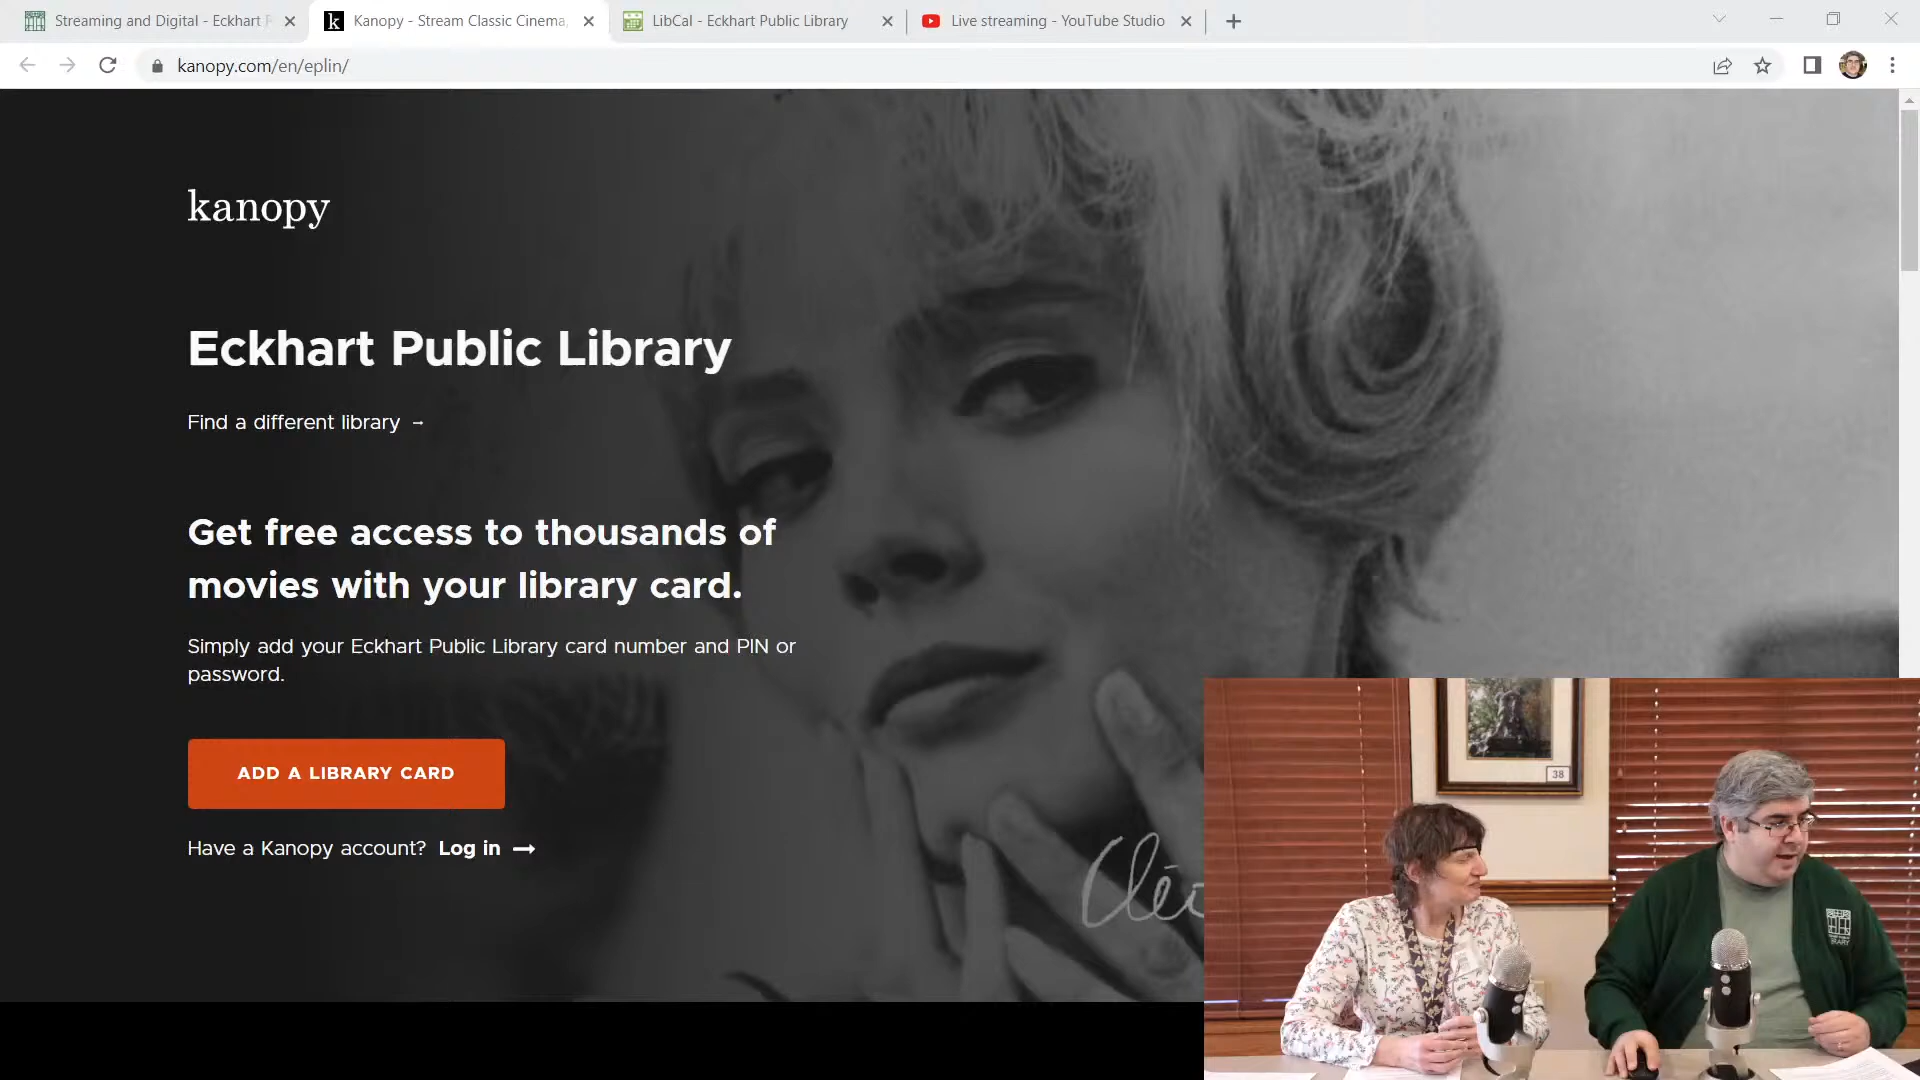 Streaming and Digital - Eckhart P
Kanopy - Stream Classic Cinema,
LibCal - Eckhart Public Library
Live streaming - YouTube Studio
kanopy.com/en/eplin/
kanopy
Eckhart Public Library
Find a different library →
Get free access to thousands of
movies with your library card.
Simply add your Eckhart Public Library card number and PIN or
password.
ADD A LIBRARY CARD
Have a Kanopy account? Log in →
38
LIBRARY